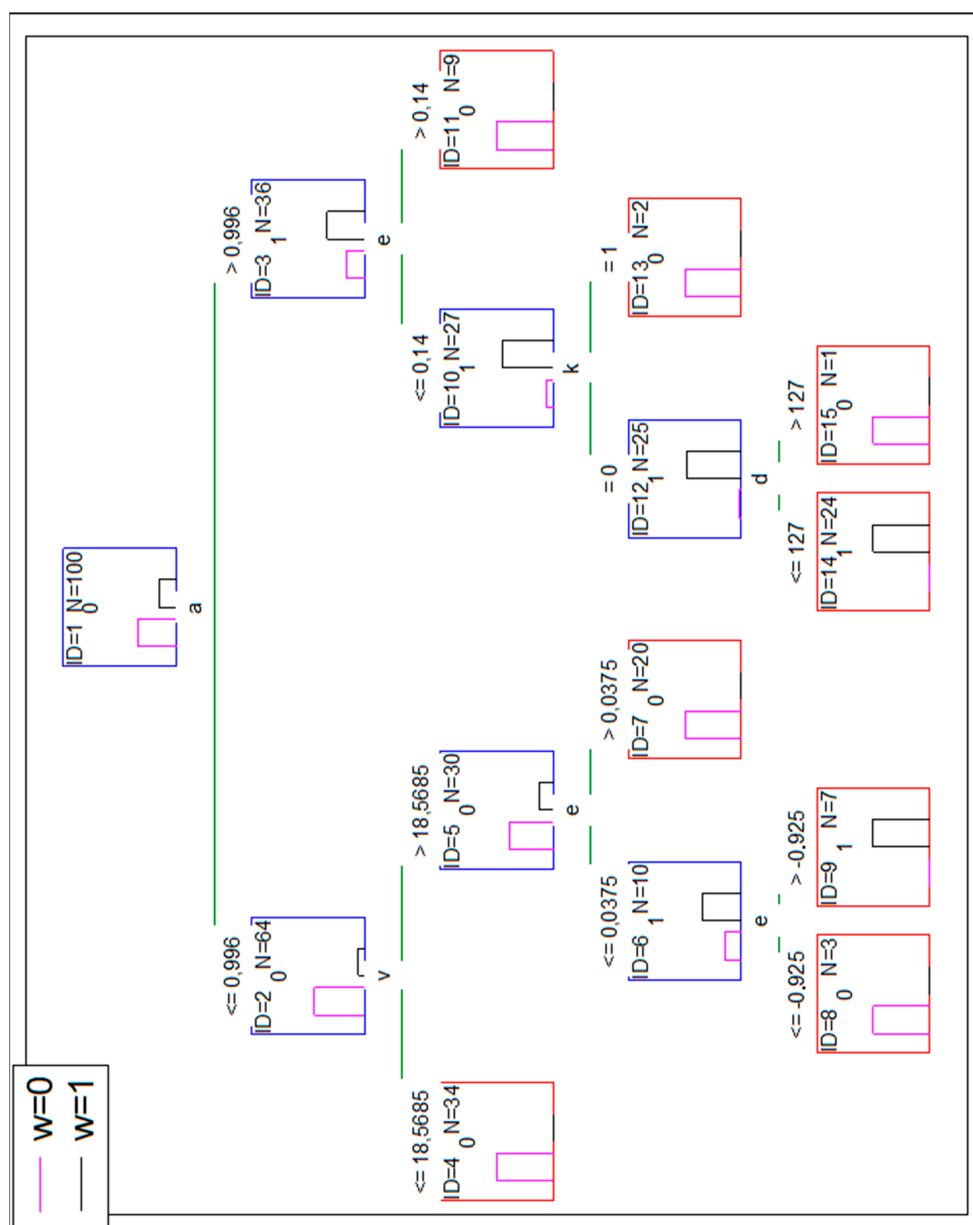 w=0
w=1
ID=1 N=100
0
a
<= 0,996
> 0,996
ID=2 N=64
0
v
ID=3 N=36
1
e
<= 18,5685
> 18,5685
<= 0,14
> 0,14
ID=4 N=34
0
ID=5 N=30
0
e
ID=10 N=27
1
k
ID=11 N=9
0
<= 0,0375
> 0,0375
= 0
= 1
ID=6 N=10
1
e
ID=7 N=20
0
ID=12 N=25
1
d
ID=13 N=2
0
<= -0,925
> -0,925
<= 127
> 127
ID=8 N=3
0
ID=9 N=7
1
ID=14 N=24
1
ID=15 N=1
0